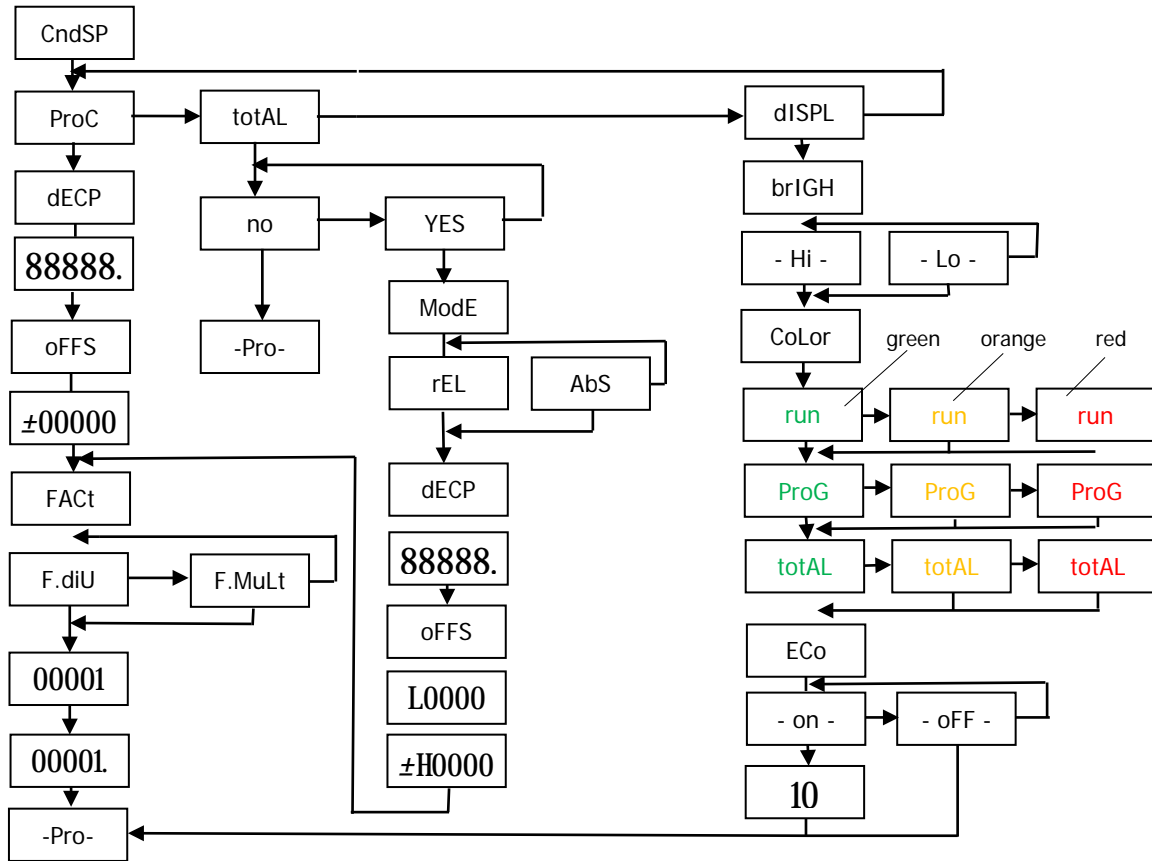 CndSP
ProC
totAL
dISPL
dECP
88888.
oFFS
±00000
FACt
F.diU
F.MuLt
00001
00001.
-Pro-
no
YES
-Pro-
ModE
rEL
AbS
dECP
88888.
oFFS
L0000
±H0000
brIGH
- Hi -
- Lo -
CoLor
green
orange
red
run
run
run
ProG
ProG
ProG
totAL
totAL
totAL
ECo
- on -
- oFF -
10